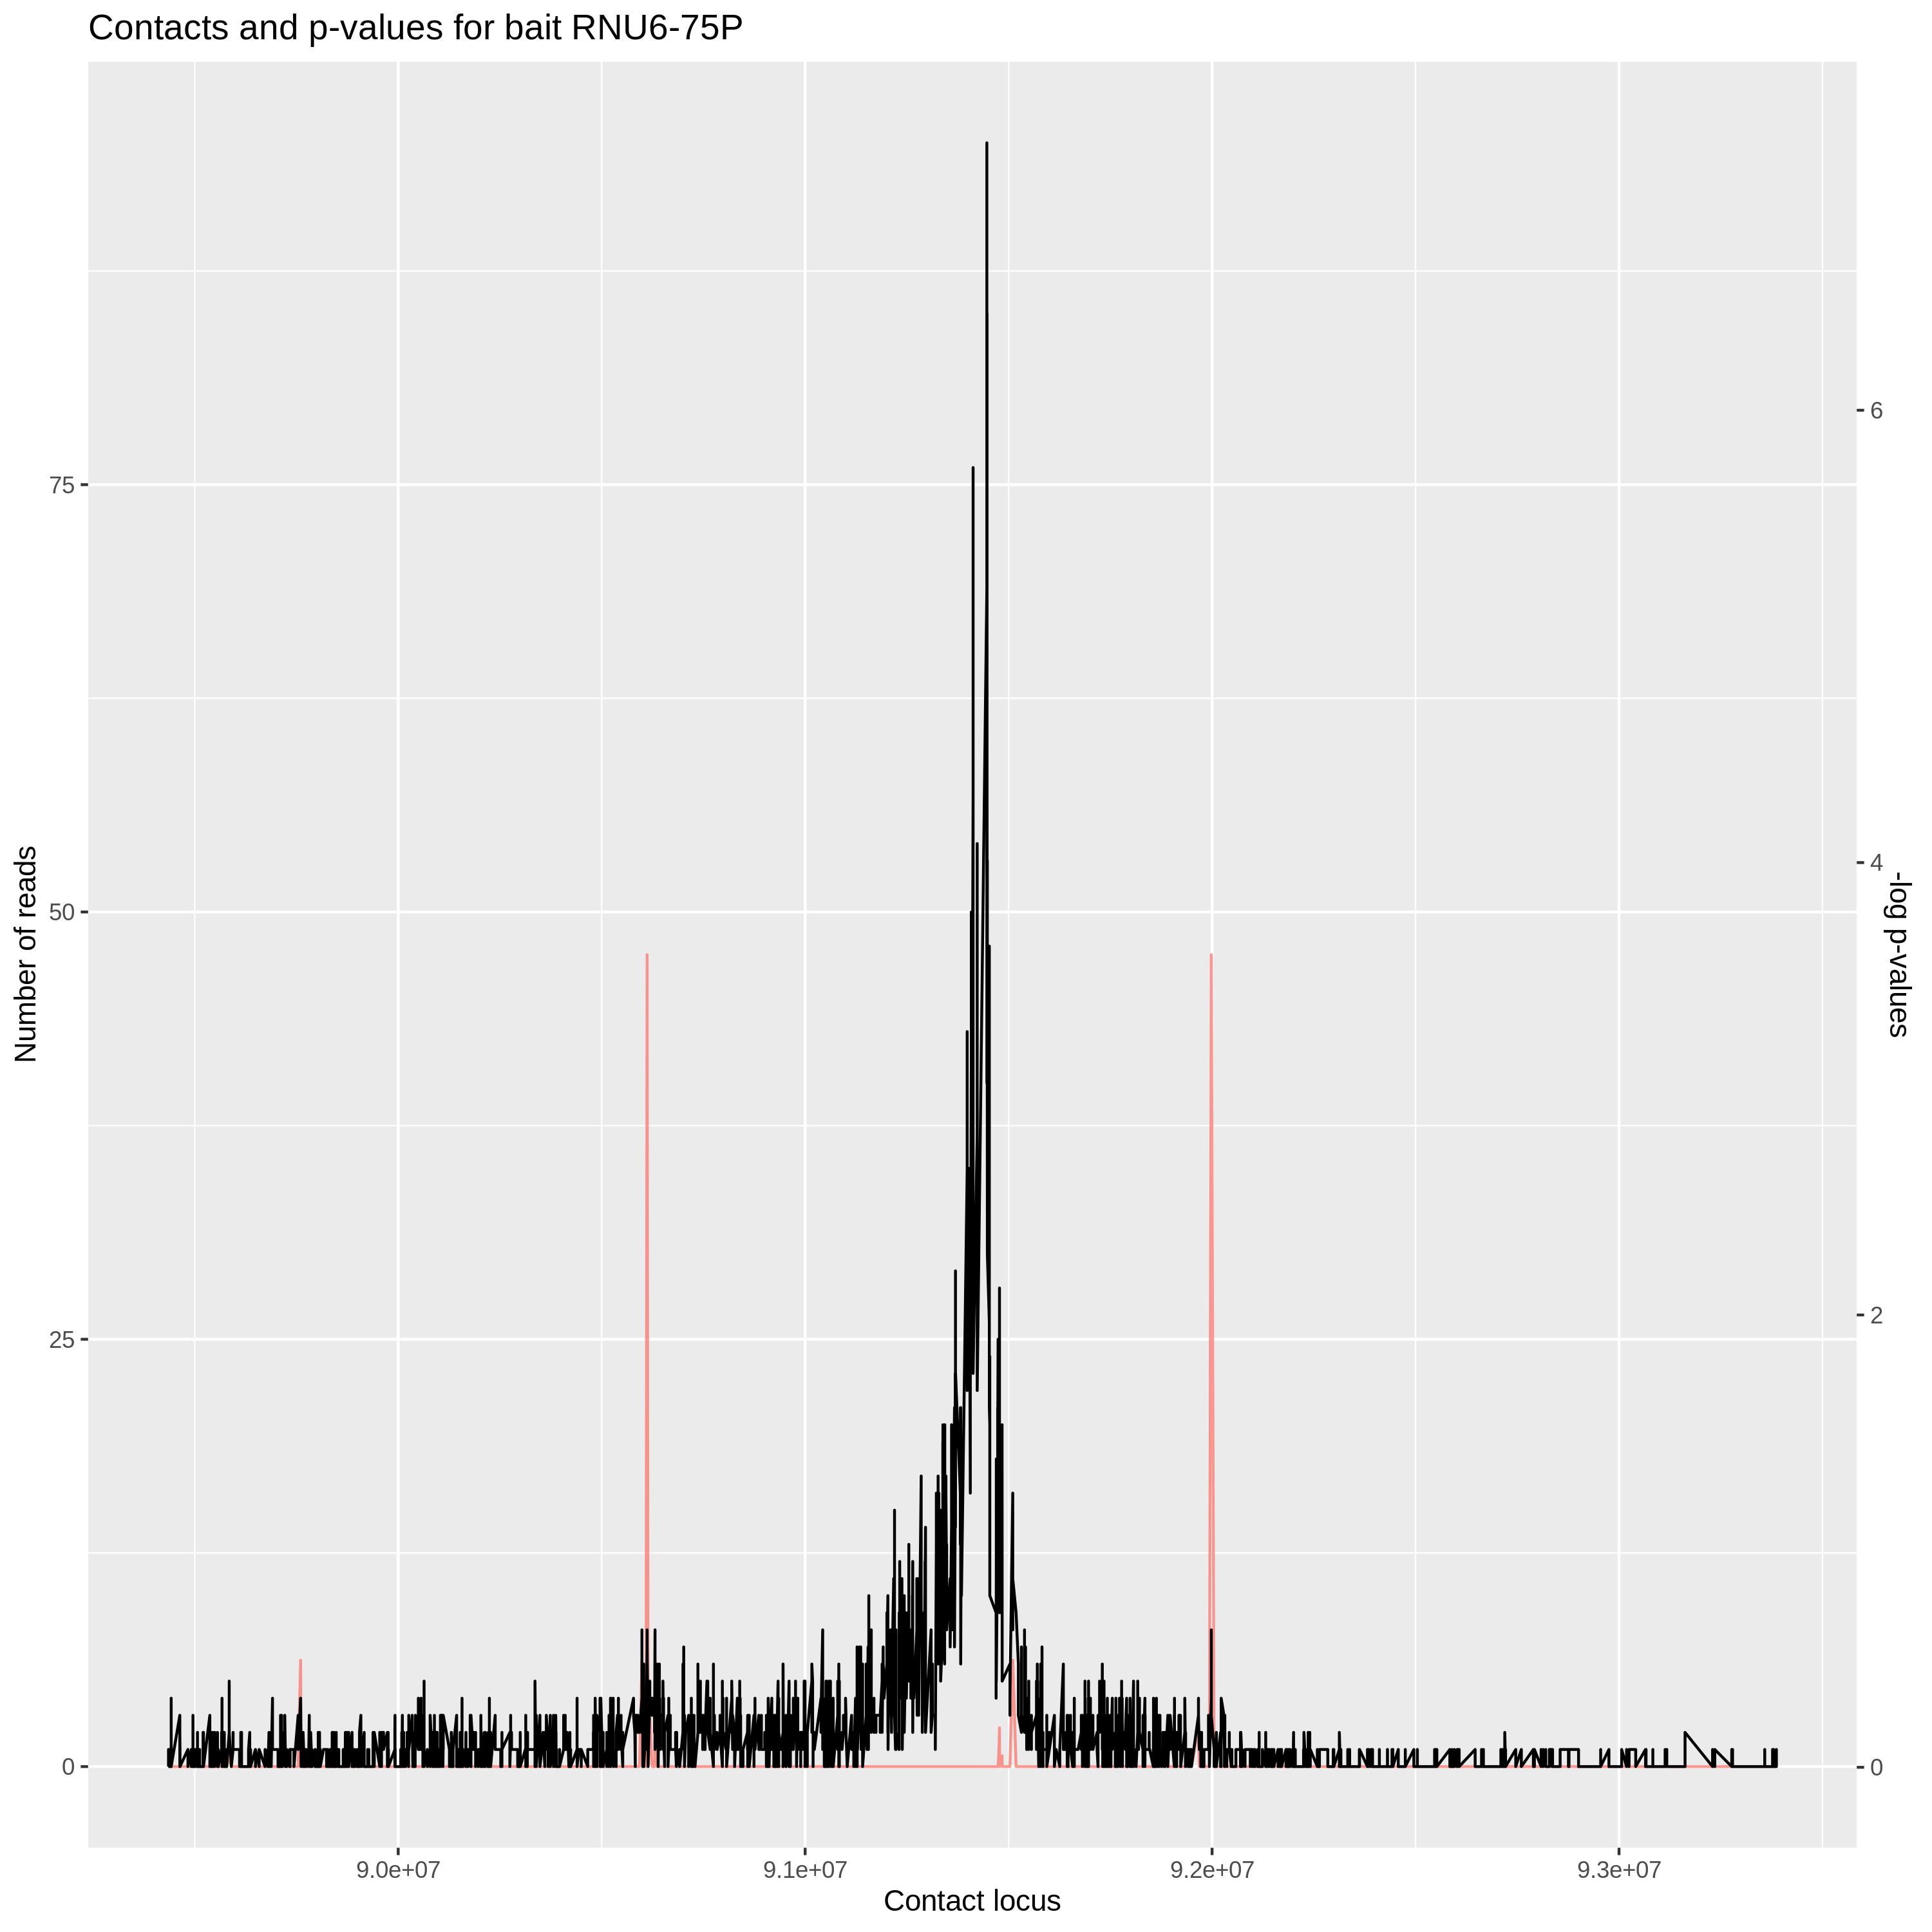 Contacts and p-values for bait RNU6-75P
75
50
25
0
Number of reads
6
4
2
0
-log p-values
9.0e+07 9.1e+07 9.2e+07 9.3e+07
Contact locus